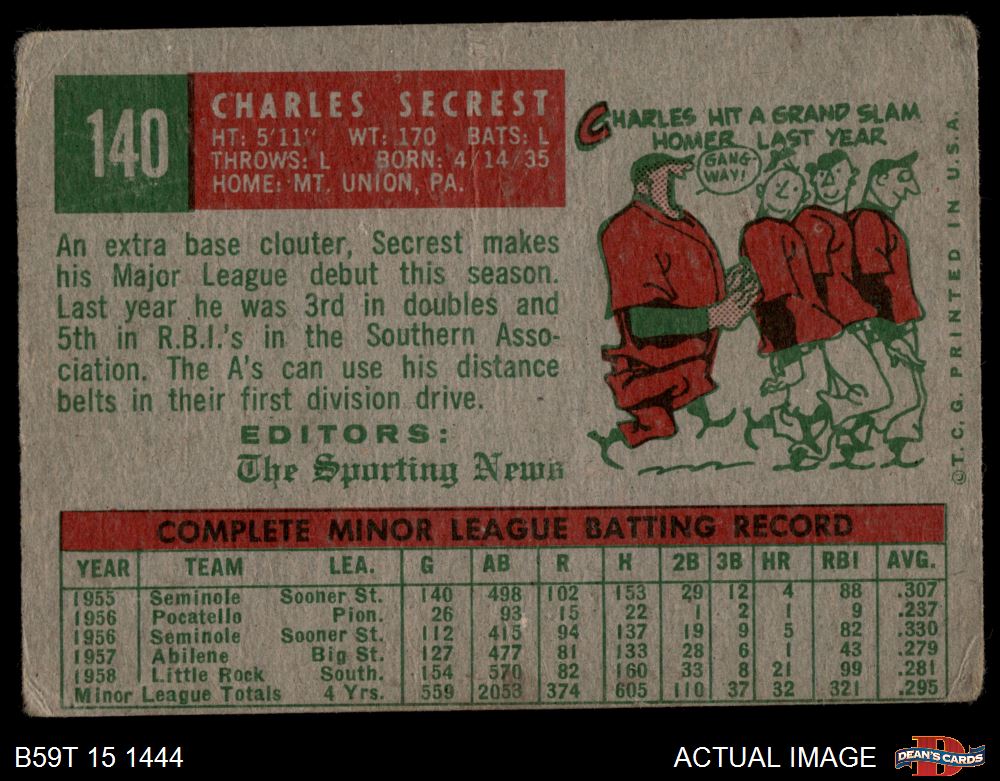 140
CHARLES SECREST
HT: 5'11" WT: 170 BATS: L
THROWS: L BORN: 4/14/35
HOME: MT. UNION, PA.
An extra base clouter, Secrest makes
his Major League debut this season.
Last year he was 3rd in doubles and
5th in R.B.I.'s in the Southern Asso-
ciation. The A's can use his distance
belts in their first division drive.
EDITORS:
The Sporting News
CHARLES HIT A GRAND SLAM
HOMER LAST YEAR
GANG-
WAY!
©T.C.G. PRINTED IN U.S.A.
COMPLETE MINOR LEAGUE BATTING RECORD
YEAR TEAM LEA. G AB R H 2B 3B HR RBI AVG.
1955 Seminole Sooner St. 140 498 102 153 29 12 4 88 .307
1956 Pocatello Pion. 26 93 15 22 1 2 1 9 .237
1956 Seminole Sooner St. 112 415 94 137 19 9 5 82 .330
1957 Abilene Big St. 127 477 81 133 28 6 1 43 .279
1958 Little Rock South. 154 570 82 160 33 8 21 99 .281
Minor League Totals 4 Yrs. 559 2053 374 605 110 37 32 321 .295
B59T 15 1444
ACTUAL IMAGE
D
DEAN'S CARDS